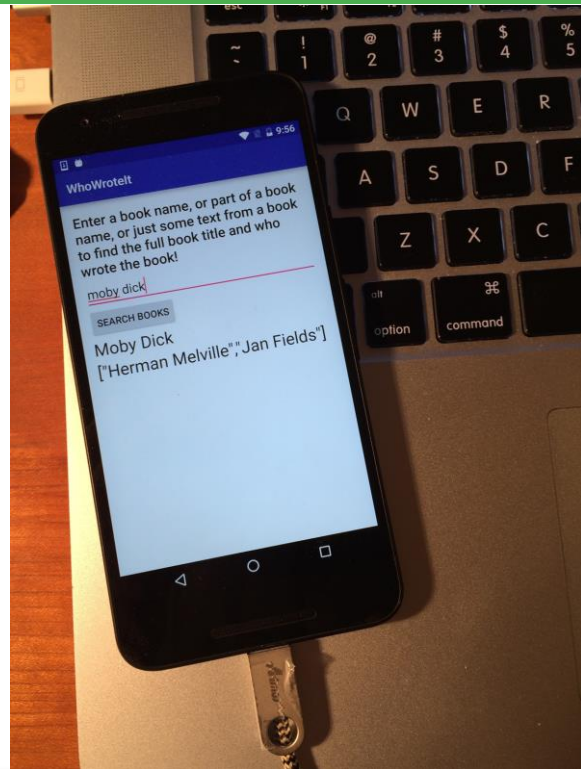 esc
~
`
!
1
@
2
#
3
$
4
%
5
Q
W
E
R
A
S
D
F
Z
X
C
alt
option
⌘
command
9:56
WhoWroteIt
Enter a book name, or part of a book
name, or just some text from a book
to find the full book title and who
wrote the book!
moby dick
SEARCH BOOKS
Moby Dick
["Herman Melville","Jan Fields"]